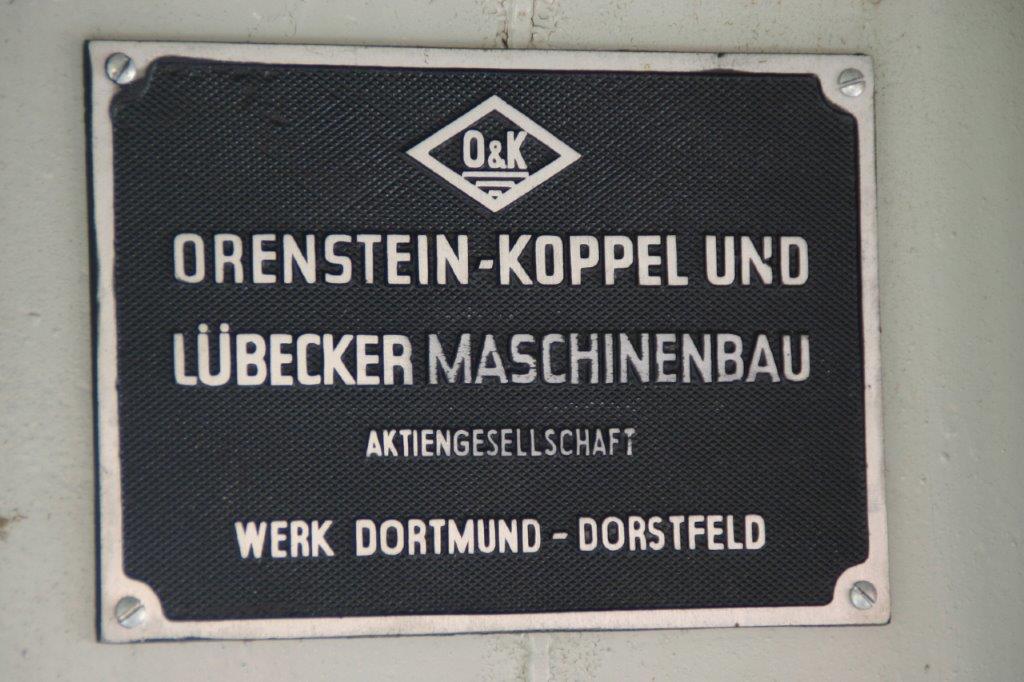 O&K
ORENSTEIN-KOPPEL UND
LÜBECKER MASCHINENBAU
AKTIENGESELLSCHAFT
WERK DORTMUND - DORSTFELD